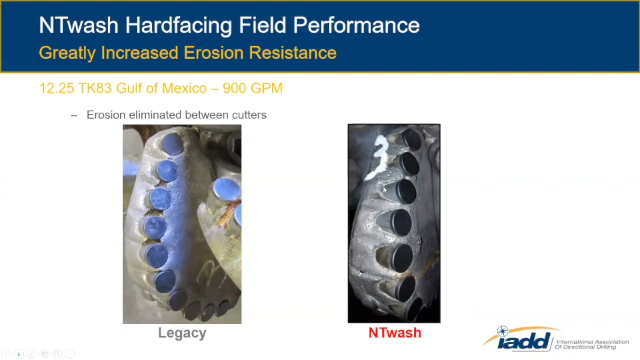 NTwash Hardfacing Field Performance
Greatly Increased Erosion Resistance
12.25 TK83 Gulf of Mexico – 900 GPM
– Erosion eliminated between cutters
3
Legacy
NTwash
iadd
International Association
Of Directional Drilling